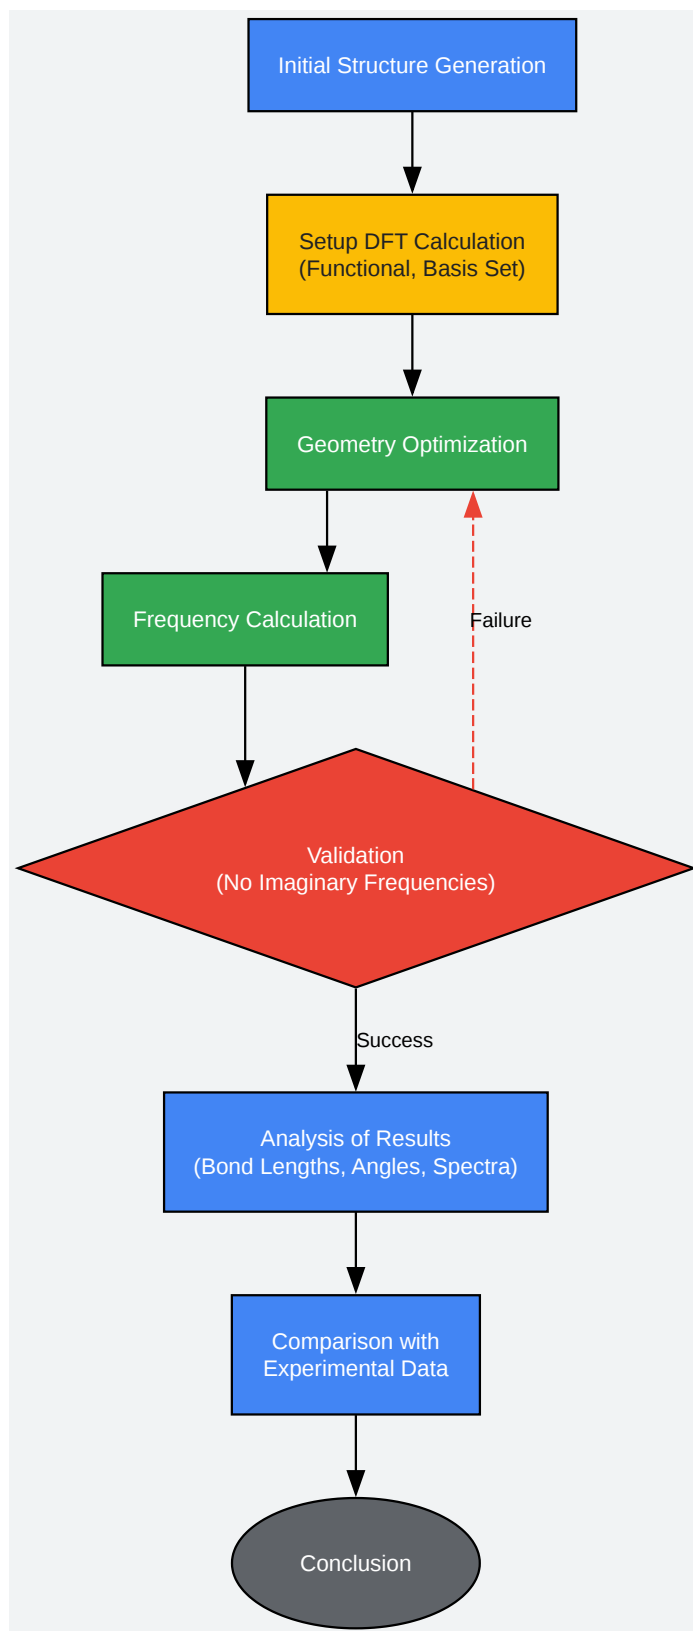 Initial Structure Generation
Setup DFT Calculation
(Functional, Basis Set)
Geometry Optimization
Frequency Calculation
Failure
Validation
(No Imaginary Frequencies)
Success
Analysis of Results
(Bond Lengths, Angles, Spectra)
Comparison with
Experimental Data
Conclusion